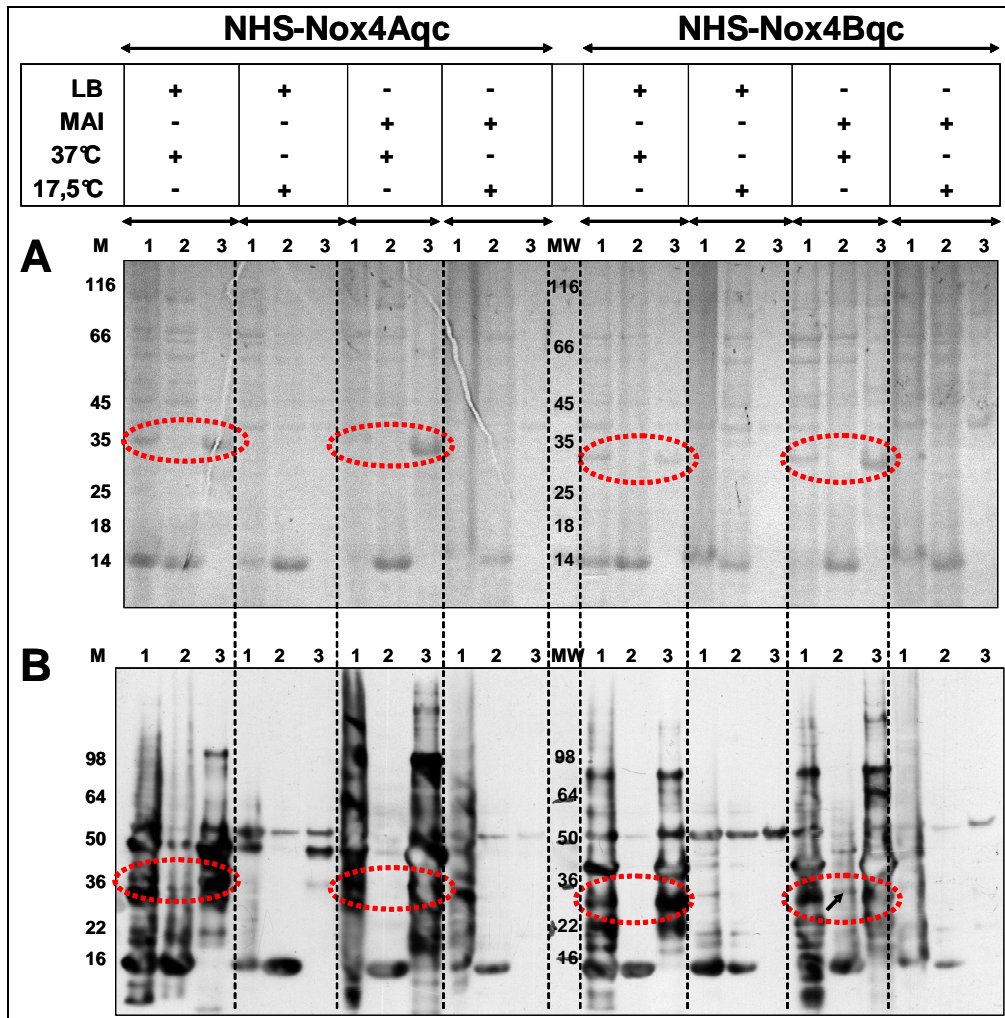 NHS-Nox4Aqc NHS-Nox4Bqc
LB + + - - + + - -
MAI - - + + - - + +
37°C + - + - + - + -
17,5°C - + - + - + - +
A
M 1 2 3 1 2 3 1 2 3 1 2 3 MW 1 2 3 1 2 3 1 2 3 1 2 3
116 116
66 66
45 45
35 35
25 25
18 18
14 14
B
M 1 2 3 1 2 3 1 2 3 1 2 3 MW 1 2 3 1 2 3 1 2 3 1 2 3
98 98
64 64
50 50
36 36
22 22
16 16